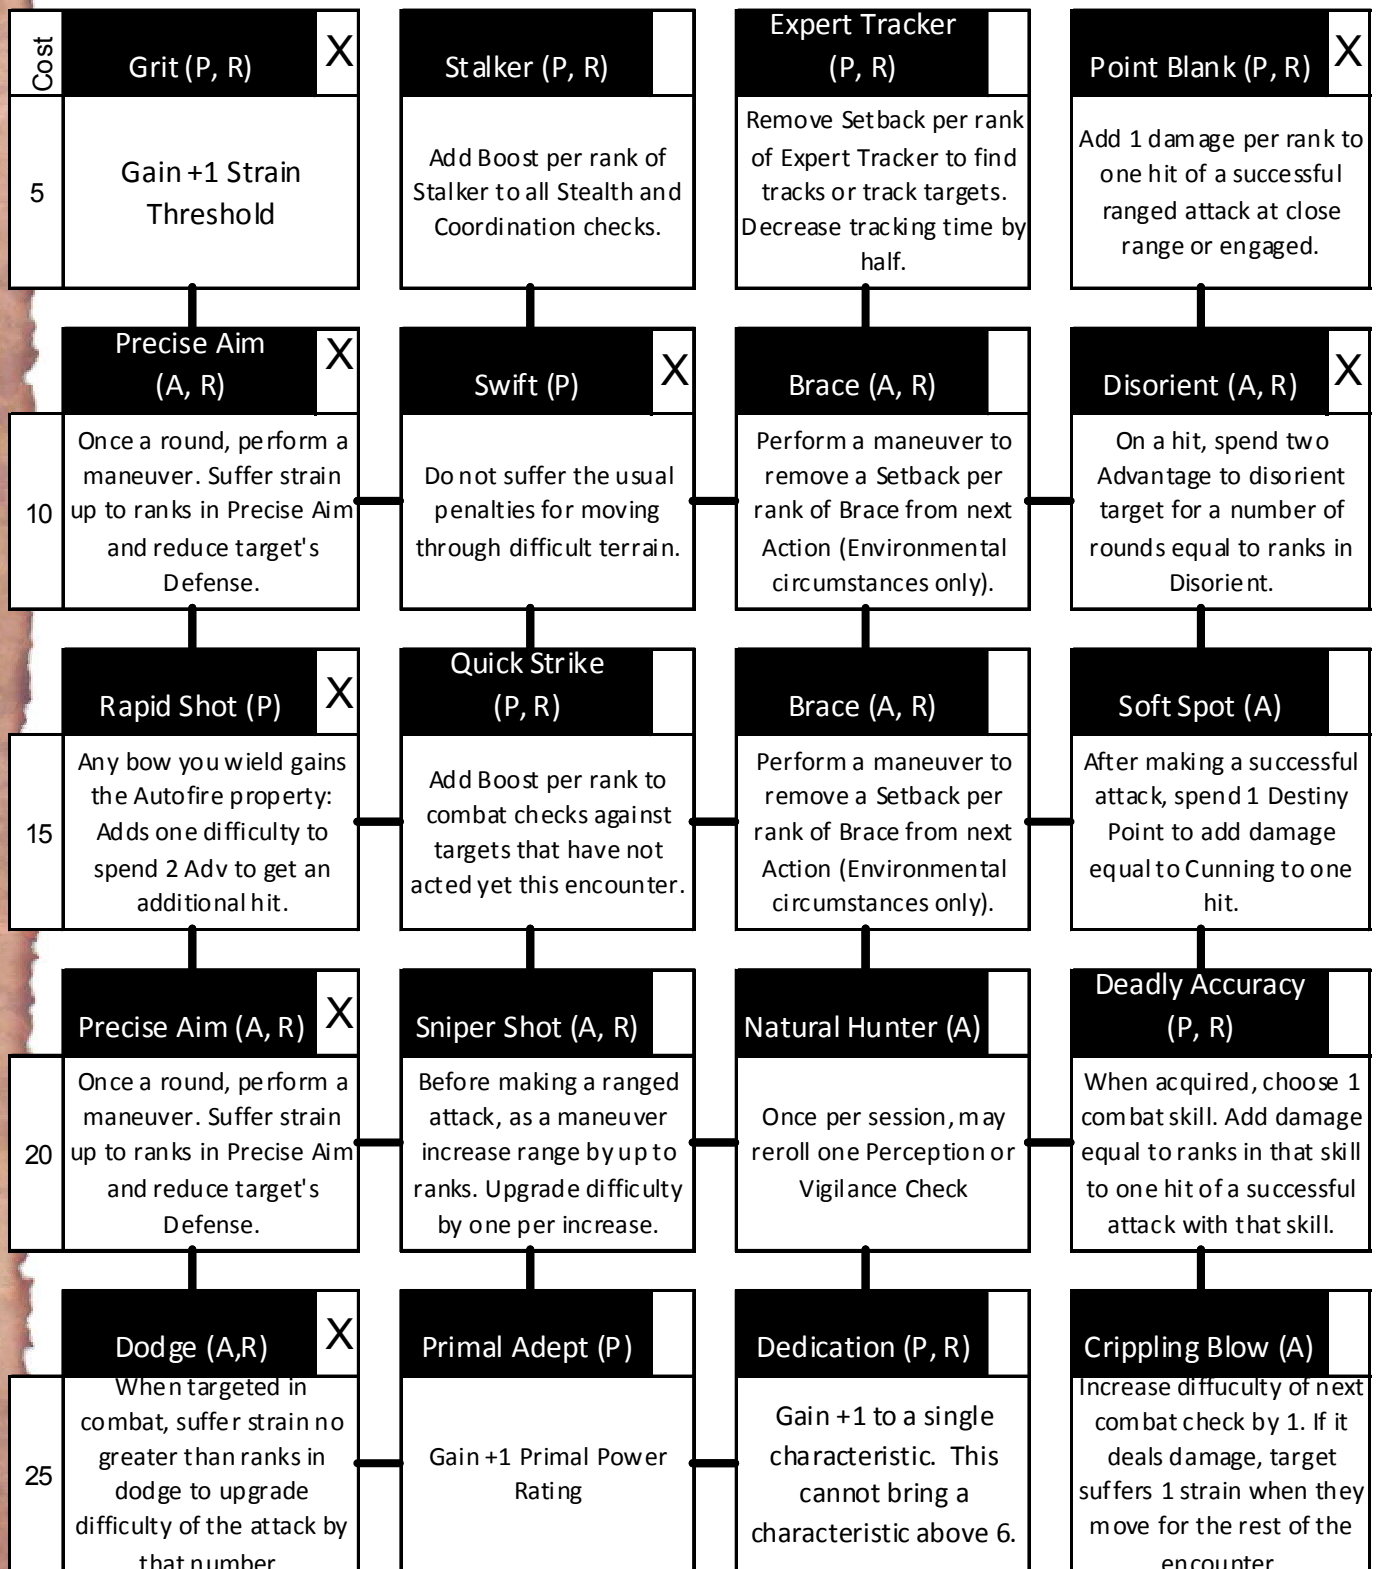 Cost
Grit (P, R)
X
5
Gain +1 Strain
Threshold
Stalker (P, R)
Add Boost per rank of
Stalker to all Stealth and
Coordination checks.
Expert Tracker
(P, R)
Remove Setback per rank
of Expert Tracker to find
tracks or track targets.
Decrease tracking time by
half.
Point Blank (P, R)
X
Add 1 damage per rank to
one hit of a successful
ranged attack at close
range or engaged.
Precise Aim
(A, R)
X
10
Once a round, perform a
maneuver. Suffer strain
up to ranks in Precise Aim
and reduce target's
Defense.
Swift (P)
X
Do not suffer the usual
penalties for moving
through difficult terrain.
Brace (A, R)
Perform a maneuver to
remove a Setback per
rank of Brace from next
Action (Environmental
circumstances only).
Disorient (A, R)
X
On a hit, spend two
Advantage to disorient
target for a number of
rounds equal to ranks in
Disorient.
Rapid Shot (P)
X
15
Any bow you wield gains
the Autofire property:
Adds one difficulty to
spend 2 Adv to get an
additional hit.
Quick Strike
(P, R)
Add Boost per rank to
combat checks against
targets that have not
acted yet this encounter.
Brace (A, R)
Perform a maneuver to
remove a Setback per
rank of Brace from next
Action (Environmental
circumstances only).
Soft Spot (A)
After making a successful
attack, spend 1 Destiny
Point to add damage
equal to Cunning to one
hit.
Precise Aim (A, R)
X
20
Once a round, perform a
maneuver. Suffer strain
up to ranks in Precise Aim
and reduce target's
Defense.
Sniper Shot (A, R)
Before making a ranged
attack, as a maneuver
increase range by up to
ranks. Upgrade difficulty
by one per increase.
Natural Hunter (A)
Once per session, may
reroll one Perception or
Vigilance Check
Deadly Accuracy
(P, R)
When acquired, choose 1
combat skill. Add damage
equal to ranks in that skill
to one hit of a successful
attack with that skill.
Dodge (A,R)
X
25
When targeted in
combat, suffer strain no
greater than ranks in
dodge to upgrade
difficulty of the attack by
that number
Primal Adept (P)
Gain +1 Primal Power
Rating
Dedication (P, R)
Gain +1 to a single
characteristic. This
cannot bring a
characteristic above 6.
Crippling Blow (A)
Increase diffuculty of next
combat check by 1. If it
deals damage, target
suffers 1 strain when they
move for the rest of the
encounter